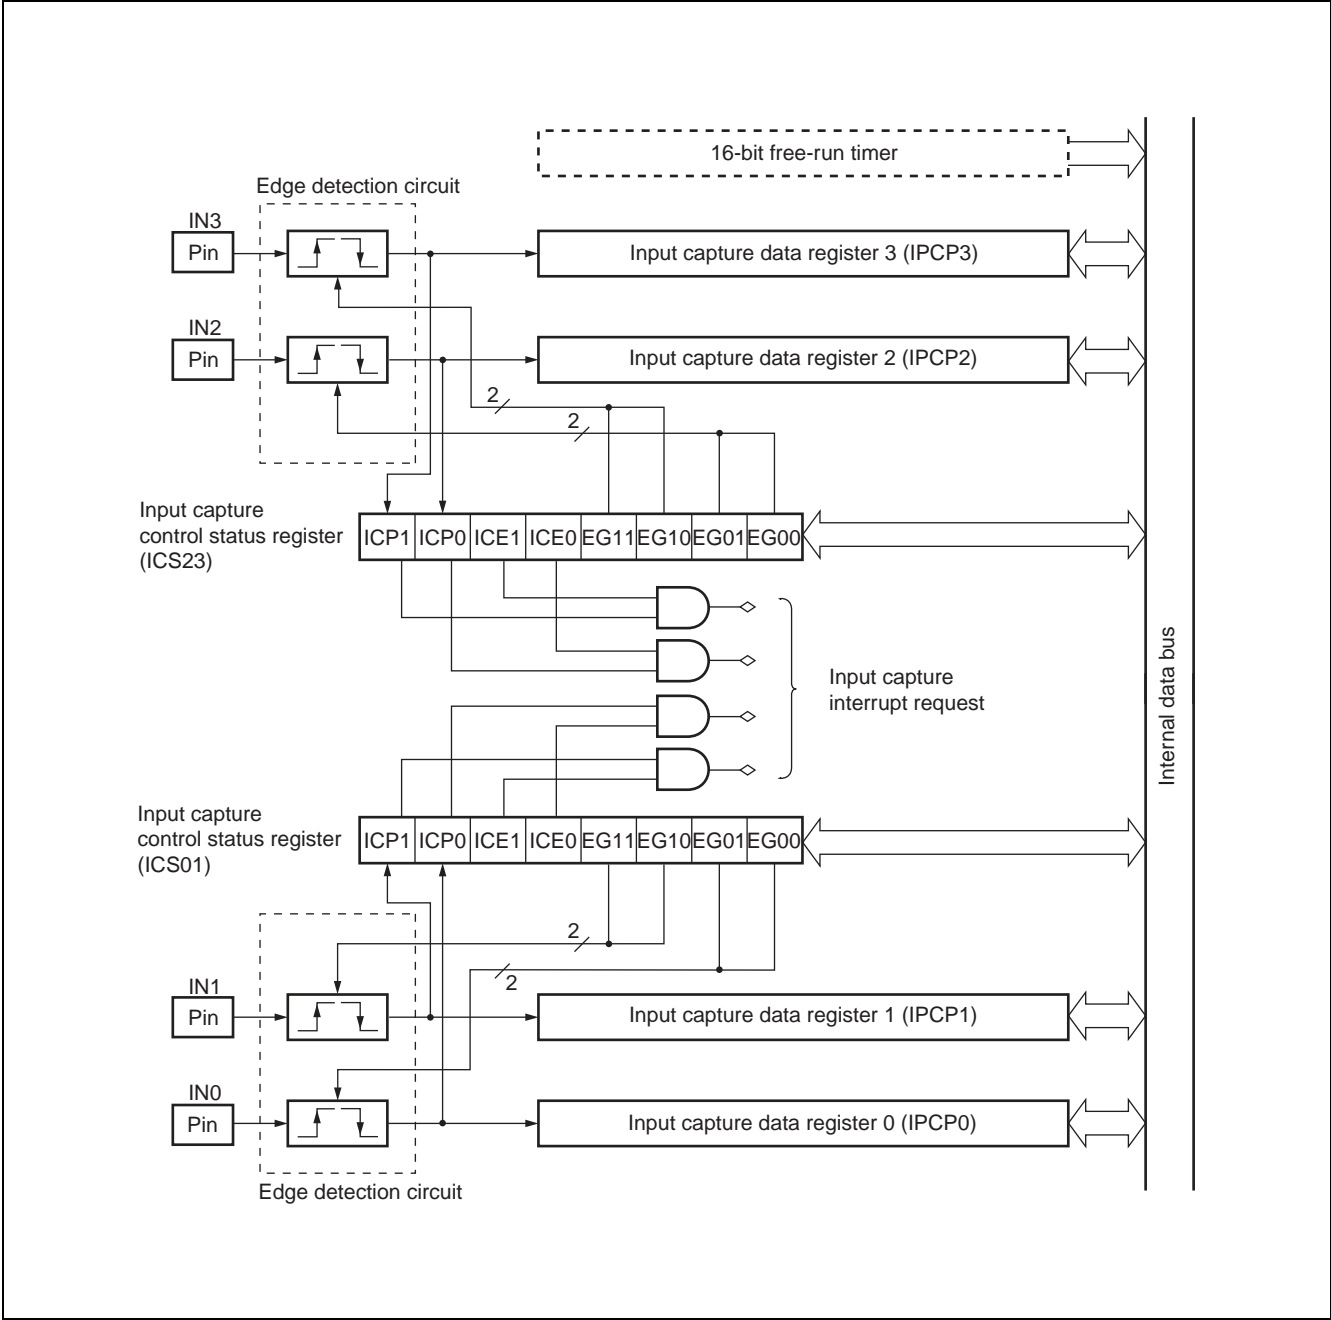 16-bit free-run timer
Edge detection circuit
IN3
Pin
Input capture data register 3 (IPCP3)
IN2
Pin
Input capture data register 2 (IPCP2)
2
2
Input capture
control status register
(ICS23)
ICP1 ICP0 ICE1 ICE0 EG11 EG10 EG01 EG00
Input capture
interrupt request
Internal data bus
Input capture
control status register
(ICS01)
ICP1 ICP0 ICE1 ICE0 EG11 EG10 EG01 EG00
2
2
IN1
Pin
Input capture data register 1 (IPCP1)
IN0
Pin
Input capture data register 0 (IPCP0)
Edge detection circuit